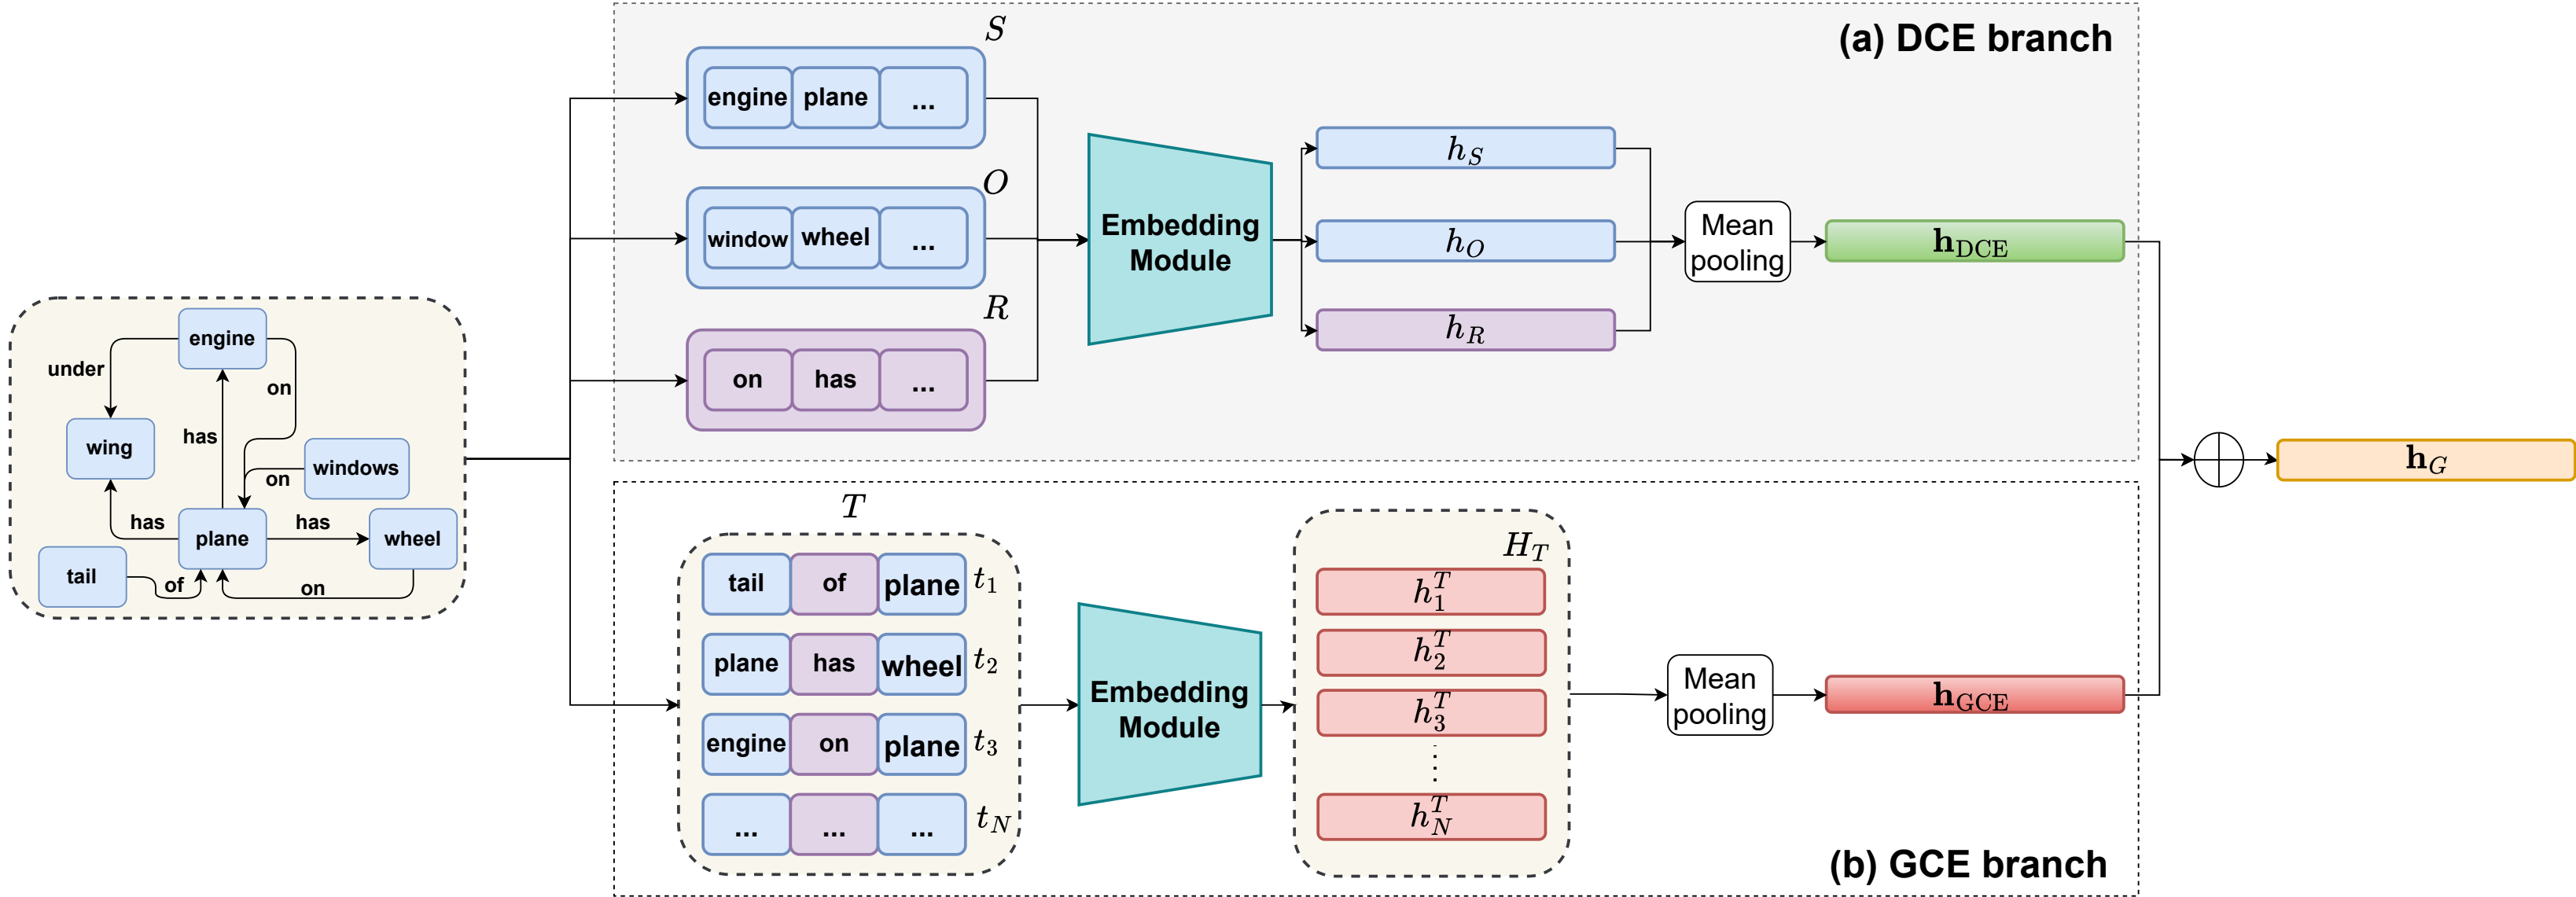 engine
under
on
has
wing
windows
on
has
plane
has
wheel
tail
of
on
(a) DCE branch
S
engine plane ...
O
window wheel ...
R
on has ...
Embedding
Module
h_S
h_O
h_R
Mean
pooling
h_DCE
T
tail of plane t_1
plane has wheel t_2
engine on plane t_3
... ... ... t_N
Embedding
Module
H_T
h_1^T
h_2^T
h_3^T
⋮
h_N^T
Mean
pooling
h_GCE
(b) GCE branch
h_G